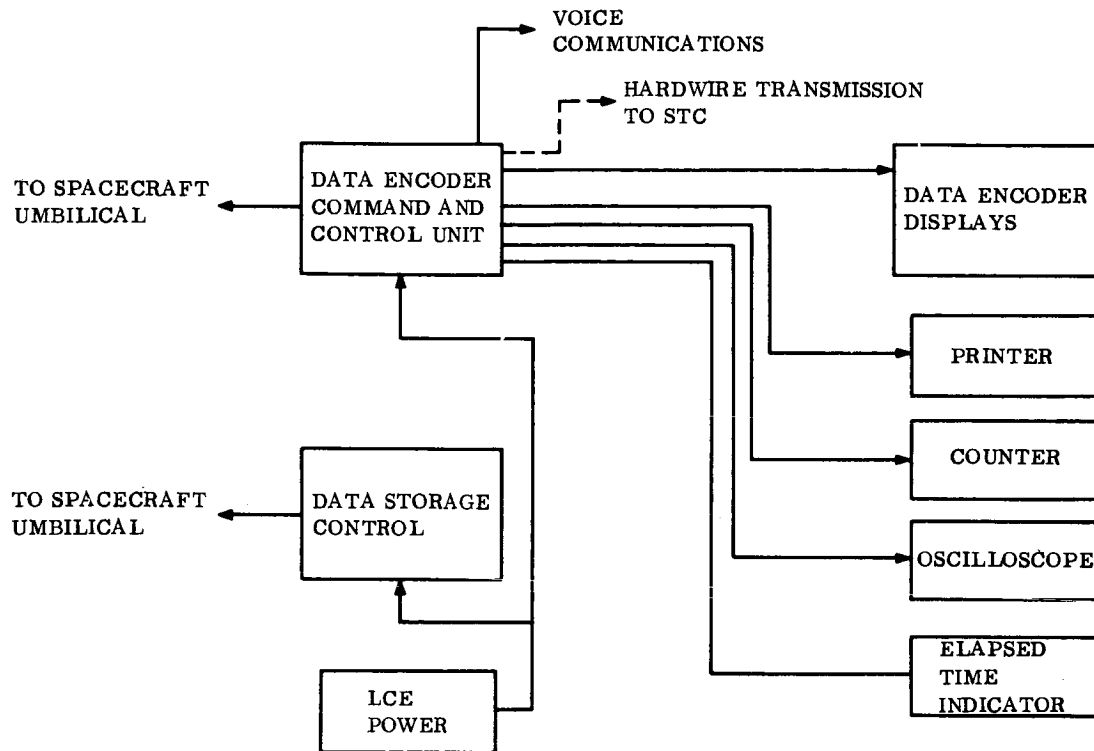 VOICE
COMMUNICATIONS
HARDWIRE TRANSMISSION
TO STC
TO SPACECRAFT
UMBILICAL
DATA ENCODER
COMMAND AND
CONTROL UNIT
DATA ENCODER
DISPLAYS
PRINTER
COUNTER
TO SPACECRAFT
UMBILICAL
DATA STORAGE
CONTROL
OSCILLOSCOPE
ELAPSED
TIME
INDICATOR
LCE
POWER